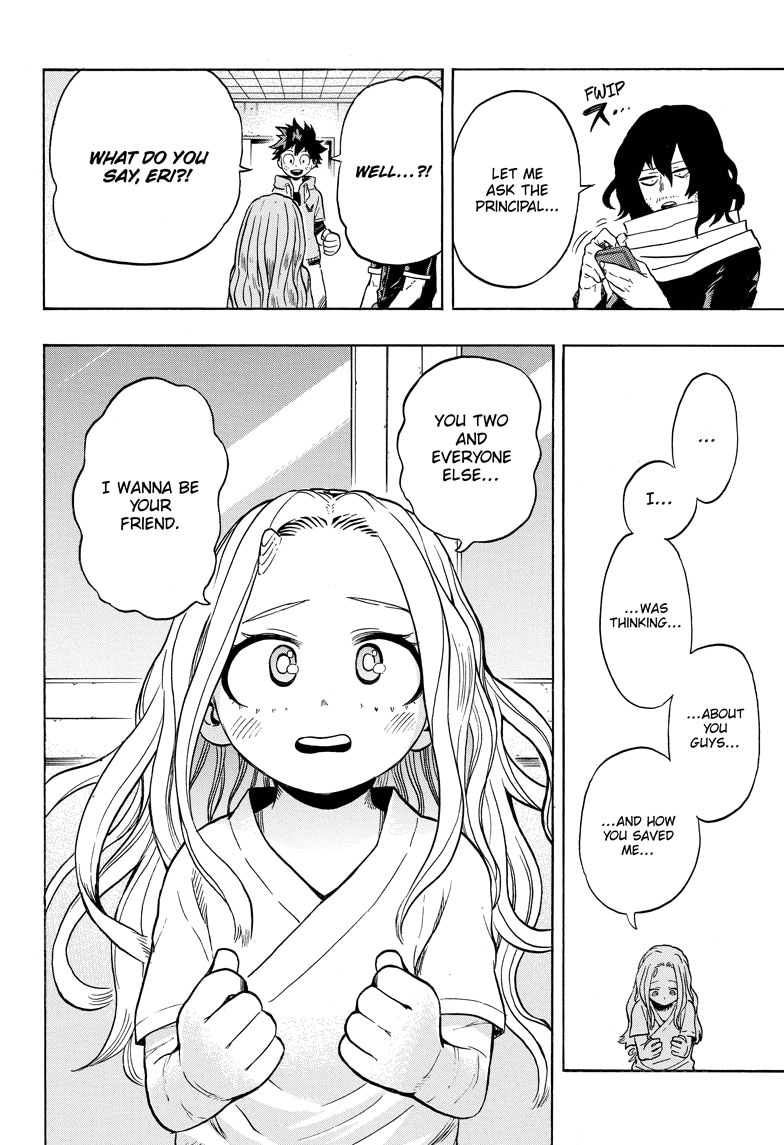 FWIP
ス...
LET ME
ASK THE
PRINCIPAL...
WELL...?!
WHAT DO YOU
SAY, ERI?!
...
I...
...WAS
THINKING...
...ABOUT
YOU
GUYS...
...AND HOW
YOU SAVED
ME...
YOU TWO
AND
EVERYONE
ELSE...
I WANNA BE
YOUR
FRIEND.